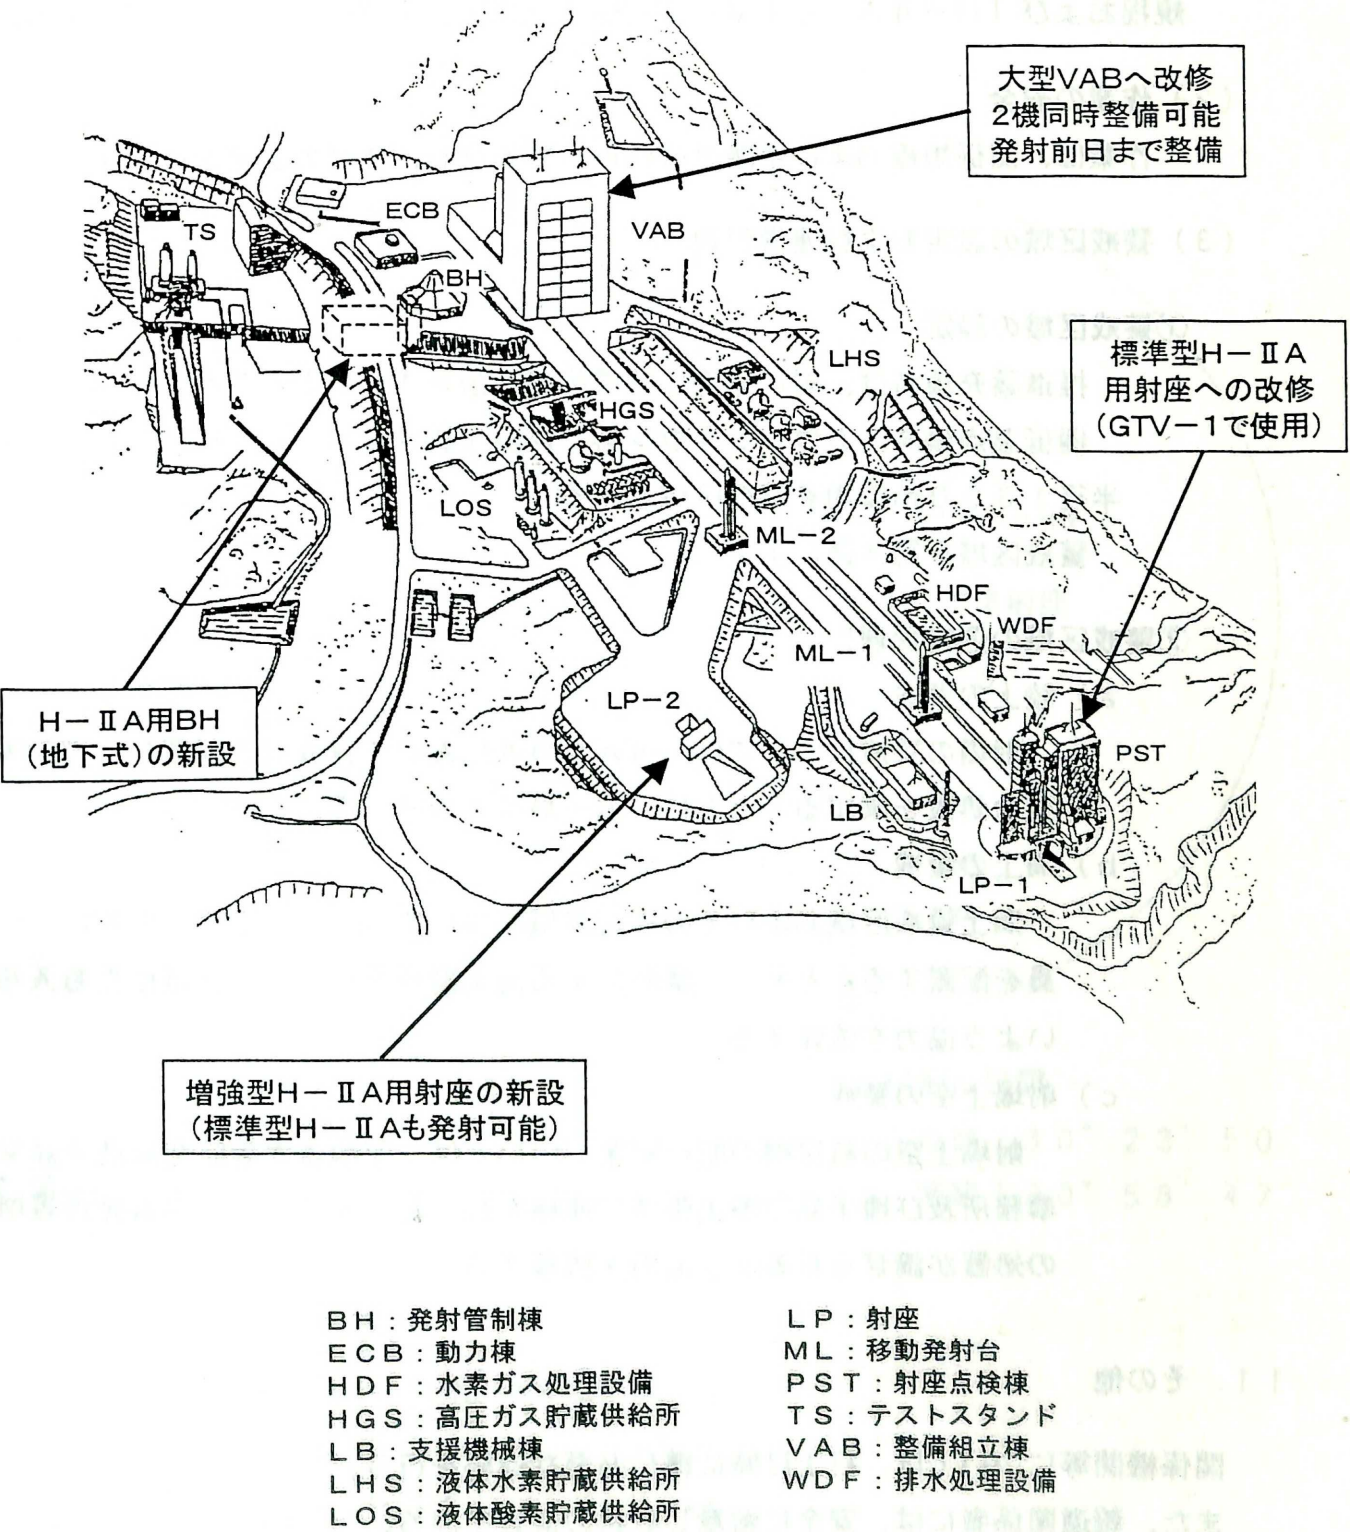 大型VABへ改修
2機同時整備可能
発射前日まで整備
ECB
TS
VAB
BH
LHS
標準型H－ⅡA
用射座への改修
(GTV－1で使用)
HGS
LOS
ML－2
HDF
WDF
ML－1
LP－2
H－ⅡA用BH
(地下式)の新設
PST
LB
LP－1
増強型H－ⅡA用射座の新設
(標準型H－ⅡAも発射可能)
BH：発射管制棟
ECB：動力棟
HDF：水素ガス処理設備
HGS：高圧ガス貯蔵供給所
LB：支援機械棟
LHS：液体水素貯蔵供給所
LOS：液体酸素貯蔵供給所
LP：射座
ML：移動発射台
PST：射座点検棟
TS：テストスタンド
VAB：整備組立棟
WDF：排水処理設備